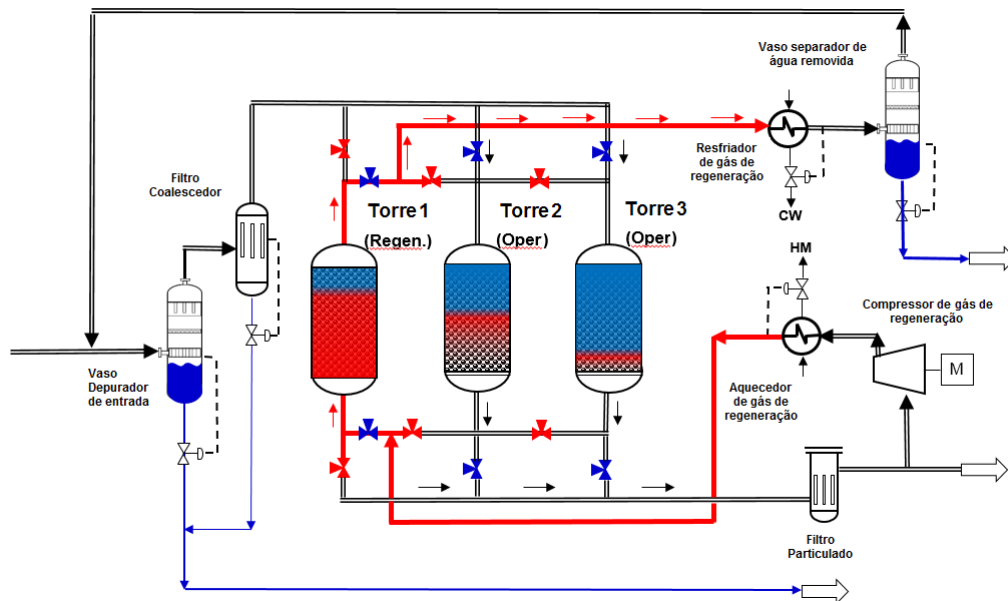 Vaso separador de
água removida
Filtro
Coalescedor
Resfriador
de gás de
regeneração
CW
Torre 1
(Regen.)
Torre 2
(Oper)
Torre 3
(Oper)
HM
Compressor de gás de
regeneração
M
Vaso
Depurador
de entrada
Aquecedor
de gás de
regeneração
Filtro
Particulado